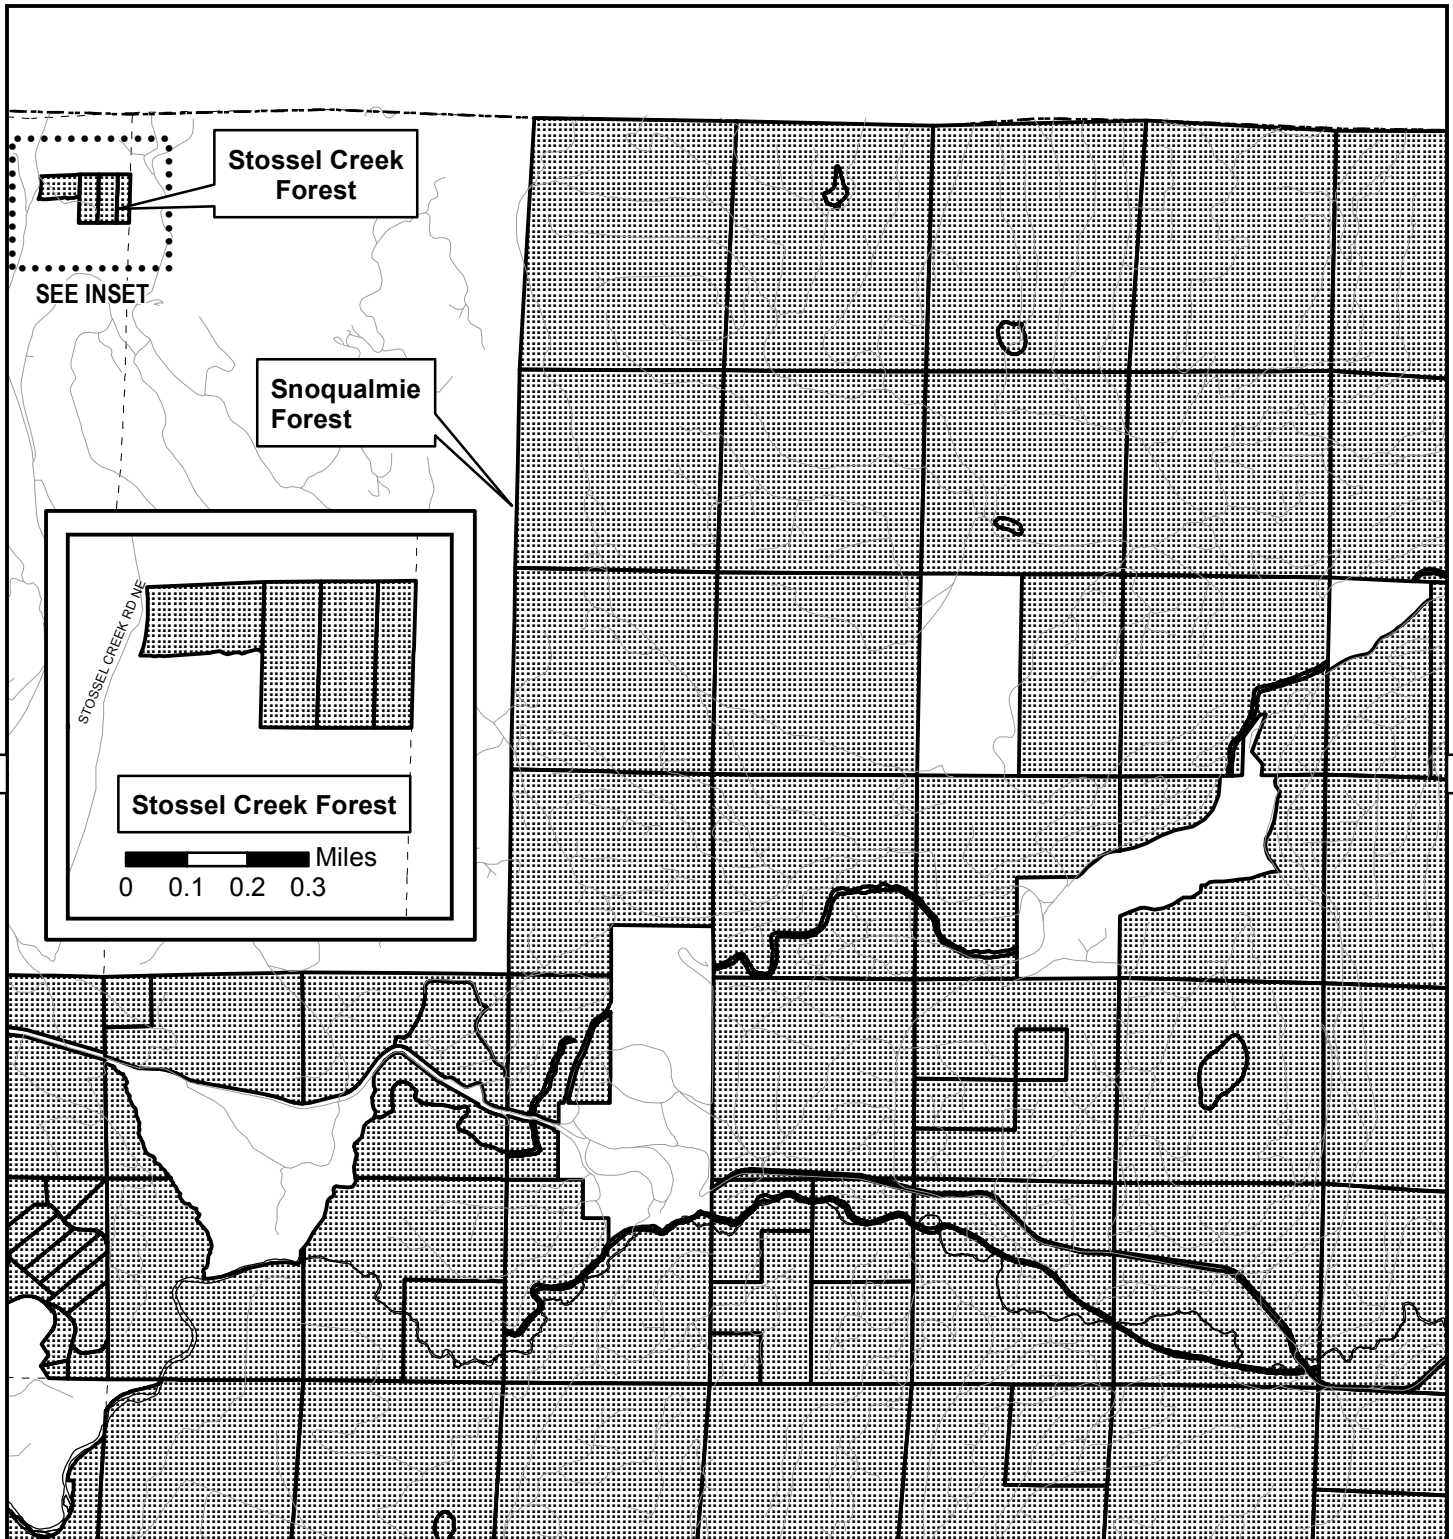 Stossel Creek
Forest
SEE INSET
Snoqualmie
Forest
STOSSEL CREEK RD NE
Stossel Creek Forest
Miles
0 0.1 0.2 0.3